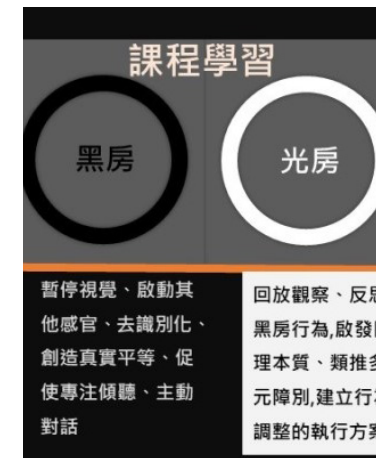 課程學習
黑房
光房
暫停視覺、啟動其
他感官、去識別化、
創造真實平等、促
使專注傾聽、主動
對話
回放觀察、反思
黑房行為,啟發
理本質、類推多
元障別,建立行為
調整的執行方案